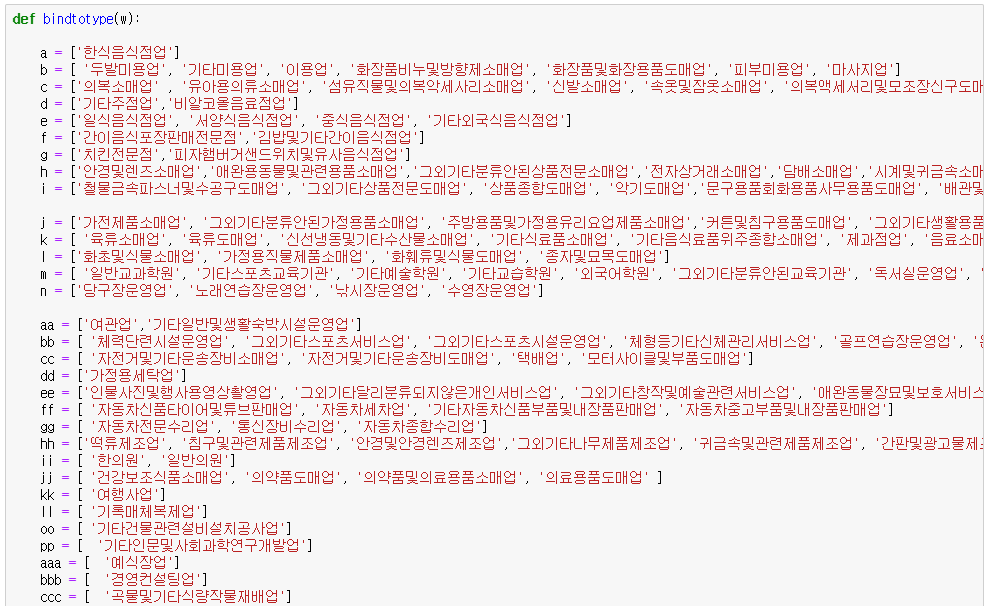 def bindtotype(w):
a = ['한식음식점업']
b = [ '두발미용업', '기타미용업', '이용업', '화장품비누및방향제소매업', '화장품및화장용품도매업', '피부미용업', '마사지업']
c = ['의복소매업', '유아용의류소매업', '섬유직물및의복악세사리소매업', '신발소매업', '속옷및잠옷소매업', '의복액세서리및모조장신구도매
d = ['기타주점업','비알코올음료점업']
e = ['일식음식점업', '서양식음식점업', '중식음식점업', '기타외국식음식점업']
f = ['간이음식포장판매전문점','김밥및기타간이음식점업']
g = ['치킨전문점','피자햄버거샌드위치및유사음식점업']
h = ['안경및렌즈소매업','애완용동물및관련용품소매업','그외기타분류안된상품전문소매업','전자상거래소매업','담배소매업','시계및귀금속소매
i = ['철물금속파스너및수공구도매업', '그외기타상품전문도매업', '상품종합도매업', '악기도매업','문구용품회화용품사무용품도매업', '배관및
j = ['가전제품소매업', '그외기타분류안된가정용품소매업', '주방용품및가정용유리요업제품소매업','커튼및침구용품도매업', '그외기타생활용품
k = [ '육류소매업', '육류도매업', '신선냉동및기타수산물소매업', '기타식료품소매업', '기타음식료품위주종합소매업', '제과점업', '음료소매
l = ['화초및식물소매업', '가정용직물제품소매업', '화훼류및식물도매업', '종자및묘목도매업']
m = [ '일반교과학원', '기타스포츠교육기관', '기타예술학원', '기타교습학원', '외국어학원', '그외기타분류안된교육기관', '독서실운영업', '
n = ['당구장운영업', '노래연습장운영업', '낚시장운영업', '수영장운영업']
aa = ['여관업','기타일반및생활숙박시설운영업']
bb = [ '체력단련시설운영업', '그외기타스포츠서비스업', '그외기타스포츠시설운영업', '체형등기타신체관리서비스업', '골프연습장운영업', '
cc = [ '자전거및기타운송장비소매업', '자전거및기타운송장비도매업', '택배업', '모터사이클및부품도매업']
dd = ['가정용세탁업']
ee = ['인물사진및행사용영상촬영업', '그외기타달리분류되지않은개인서비스업', '그외기타창작및예술관련서비스업', '애완동물장묘및보호서비스
ff = [ '자동차신품타이어및튜브판매업', '자동차세차업', '기타자동차신품부품및내장품판매업', '자동차중고부품및내장품판매업']
gg = [ '자동차전문수리업', '통신장비수리업', '자동차종합수리업']
hh = ['떡류제조업', '침구및관련제품제조업', '안경및안경렌즈제조업','그외기타나무제품제조업', '귀금속및관련제품제조업', '간판및광고물제조
ii = [ '한의원', '일반의원']
jj = [ '건강보조식품소매업', '의약품도매업', '의약품및의료용품소매업', '의료용품도매업' ]
kk = [ '여행사업']
ll = [ '기록매체복제업']
oo = [ '기타건물관련설비설치공사업']
pp = [ '기타인문및사회과학연구개발업']
aaa = [ '예식장업']
bbb = [ '경영컨설팅업']
ccc = [ '곡물및기타식량작물재배업']